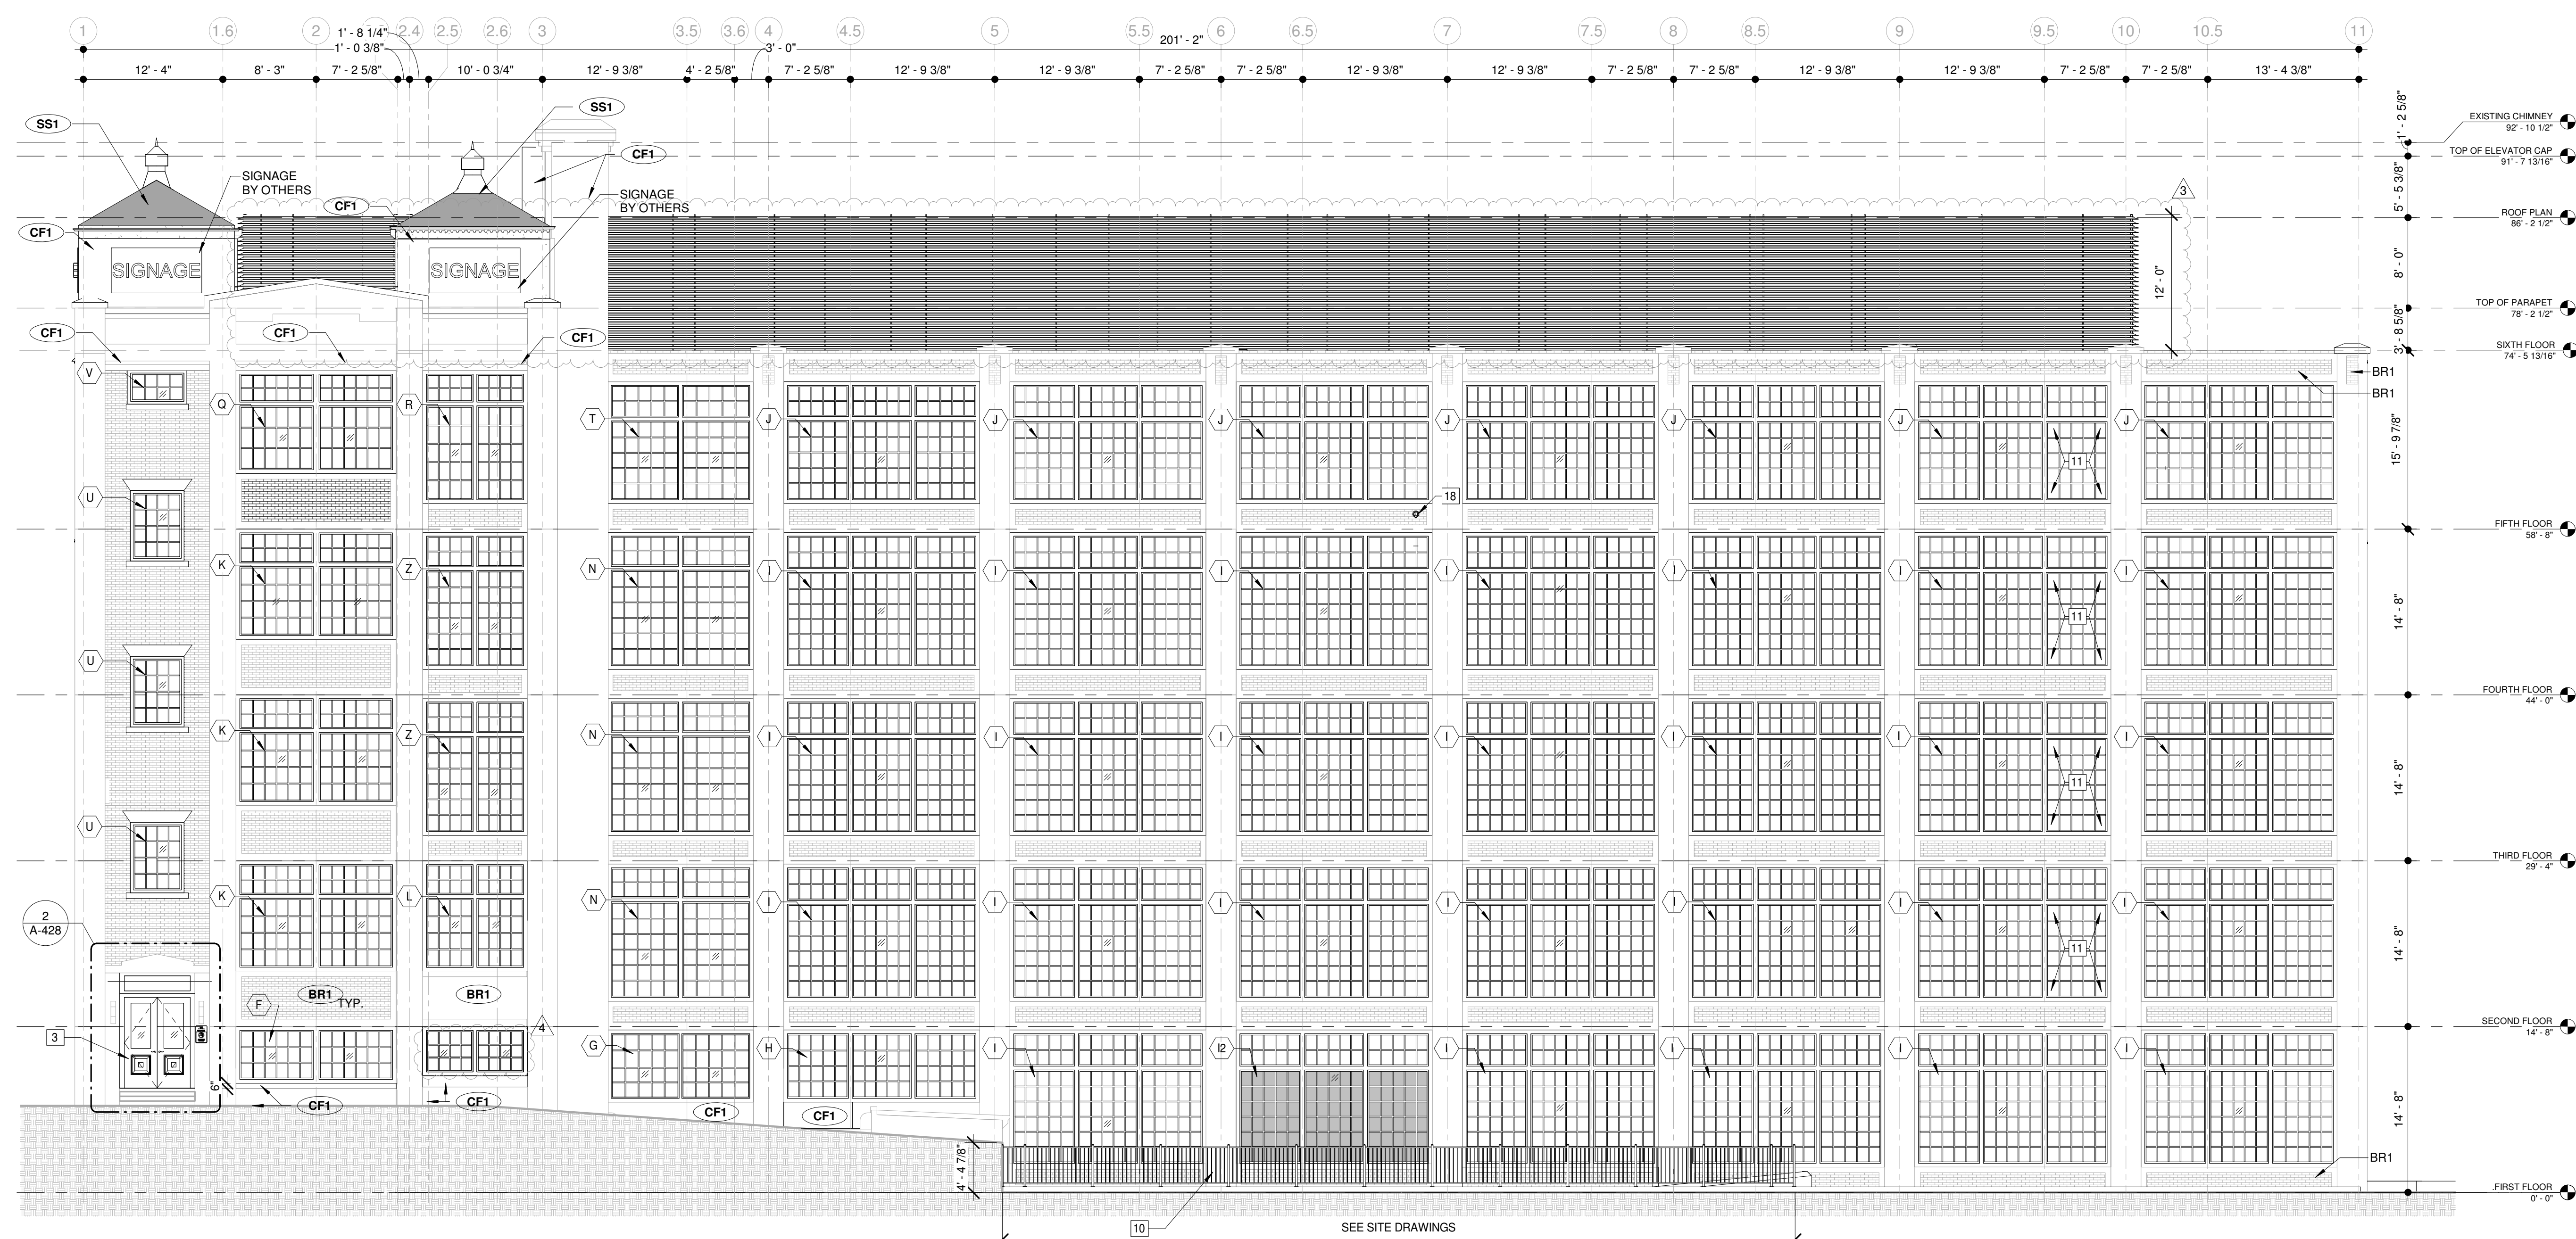 1 1.6 2 2.4 2.5 2.6 3 3.5 3.6 4 4.5 5 5.5 6 6.5 7 7.5 8 8.5 9 9.5 10 10.5 11
1' - 8 1/4"
1' - 0 3/8"
3' - 0"
201' - 2"
12' - 4" 8' - 3" 7' - 2 5/8" 10' - 0 3/4" 12' - 9 3/8" 4' - 2 5/8" 7' - 2 5/8" 12' - 9 3/8" 12' - 9 3/8" 7' - 2 5/8" 7' - 2 5/8" 12' - 9 3/8" 12' - 9 3/8" 7' - 2 5/8" 7' - 2 5/8" 12' - 9 3/8" 12' - 9 3/8" 7' - 2 5/8" 7' - 2 5/8" 13' - 4 3/8"
SS1
SS1
CF1
SIGNAGE
BY OTHERS
SIGNAGE
BY OTHERS
CF1
CF1
SIGNAGE
SIGNAGE
3
12' - 0"
1' - 2 5/8"
5' - 5 3/8"
8' - 0"
3' - 8 5/8"
15' - 9 7/8"
14' - 8"
14' - 8"
14' - 8"
14' - 8"
EXISTING CHIMNEY
92' - 10 1/2"
TOP OF ELEVATOR CAP
91' - 7 13/16"
ROOF PLAN
86' - 2 1/2"
TOP OF PARAPET
78' - 2 1/2"
SIXTH FLOOR
74' - 5 13/16"
FIFTH FLOOR
58' - 8"
FOURTH FLOOR
44' - 0"
THIRD FLOOR
29' - 4"
SECOND FLOOR
14' - 8"
.FIRST FLOOR
0' - 0"
CF1 CF1 CF1
BR1
BR1
V Q R T J J J J J J J
11
U
18
K Z N I I I I I I I
11
U
K Z N I I I I I I I
11
U
K L N I I I I I I I
11
2
A-428
F
BR1
TYP.
BR1
4
3
G H I I2 I I I I
6"
CF1
CF1
CF1
CF1
4' - 4 7/8"
BR1
10
SEE SITE DRAWINGS